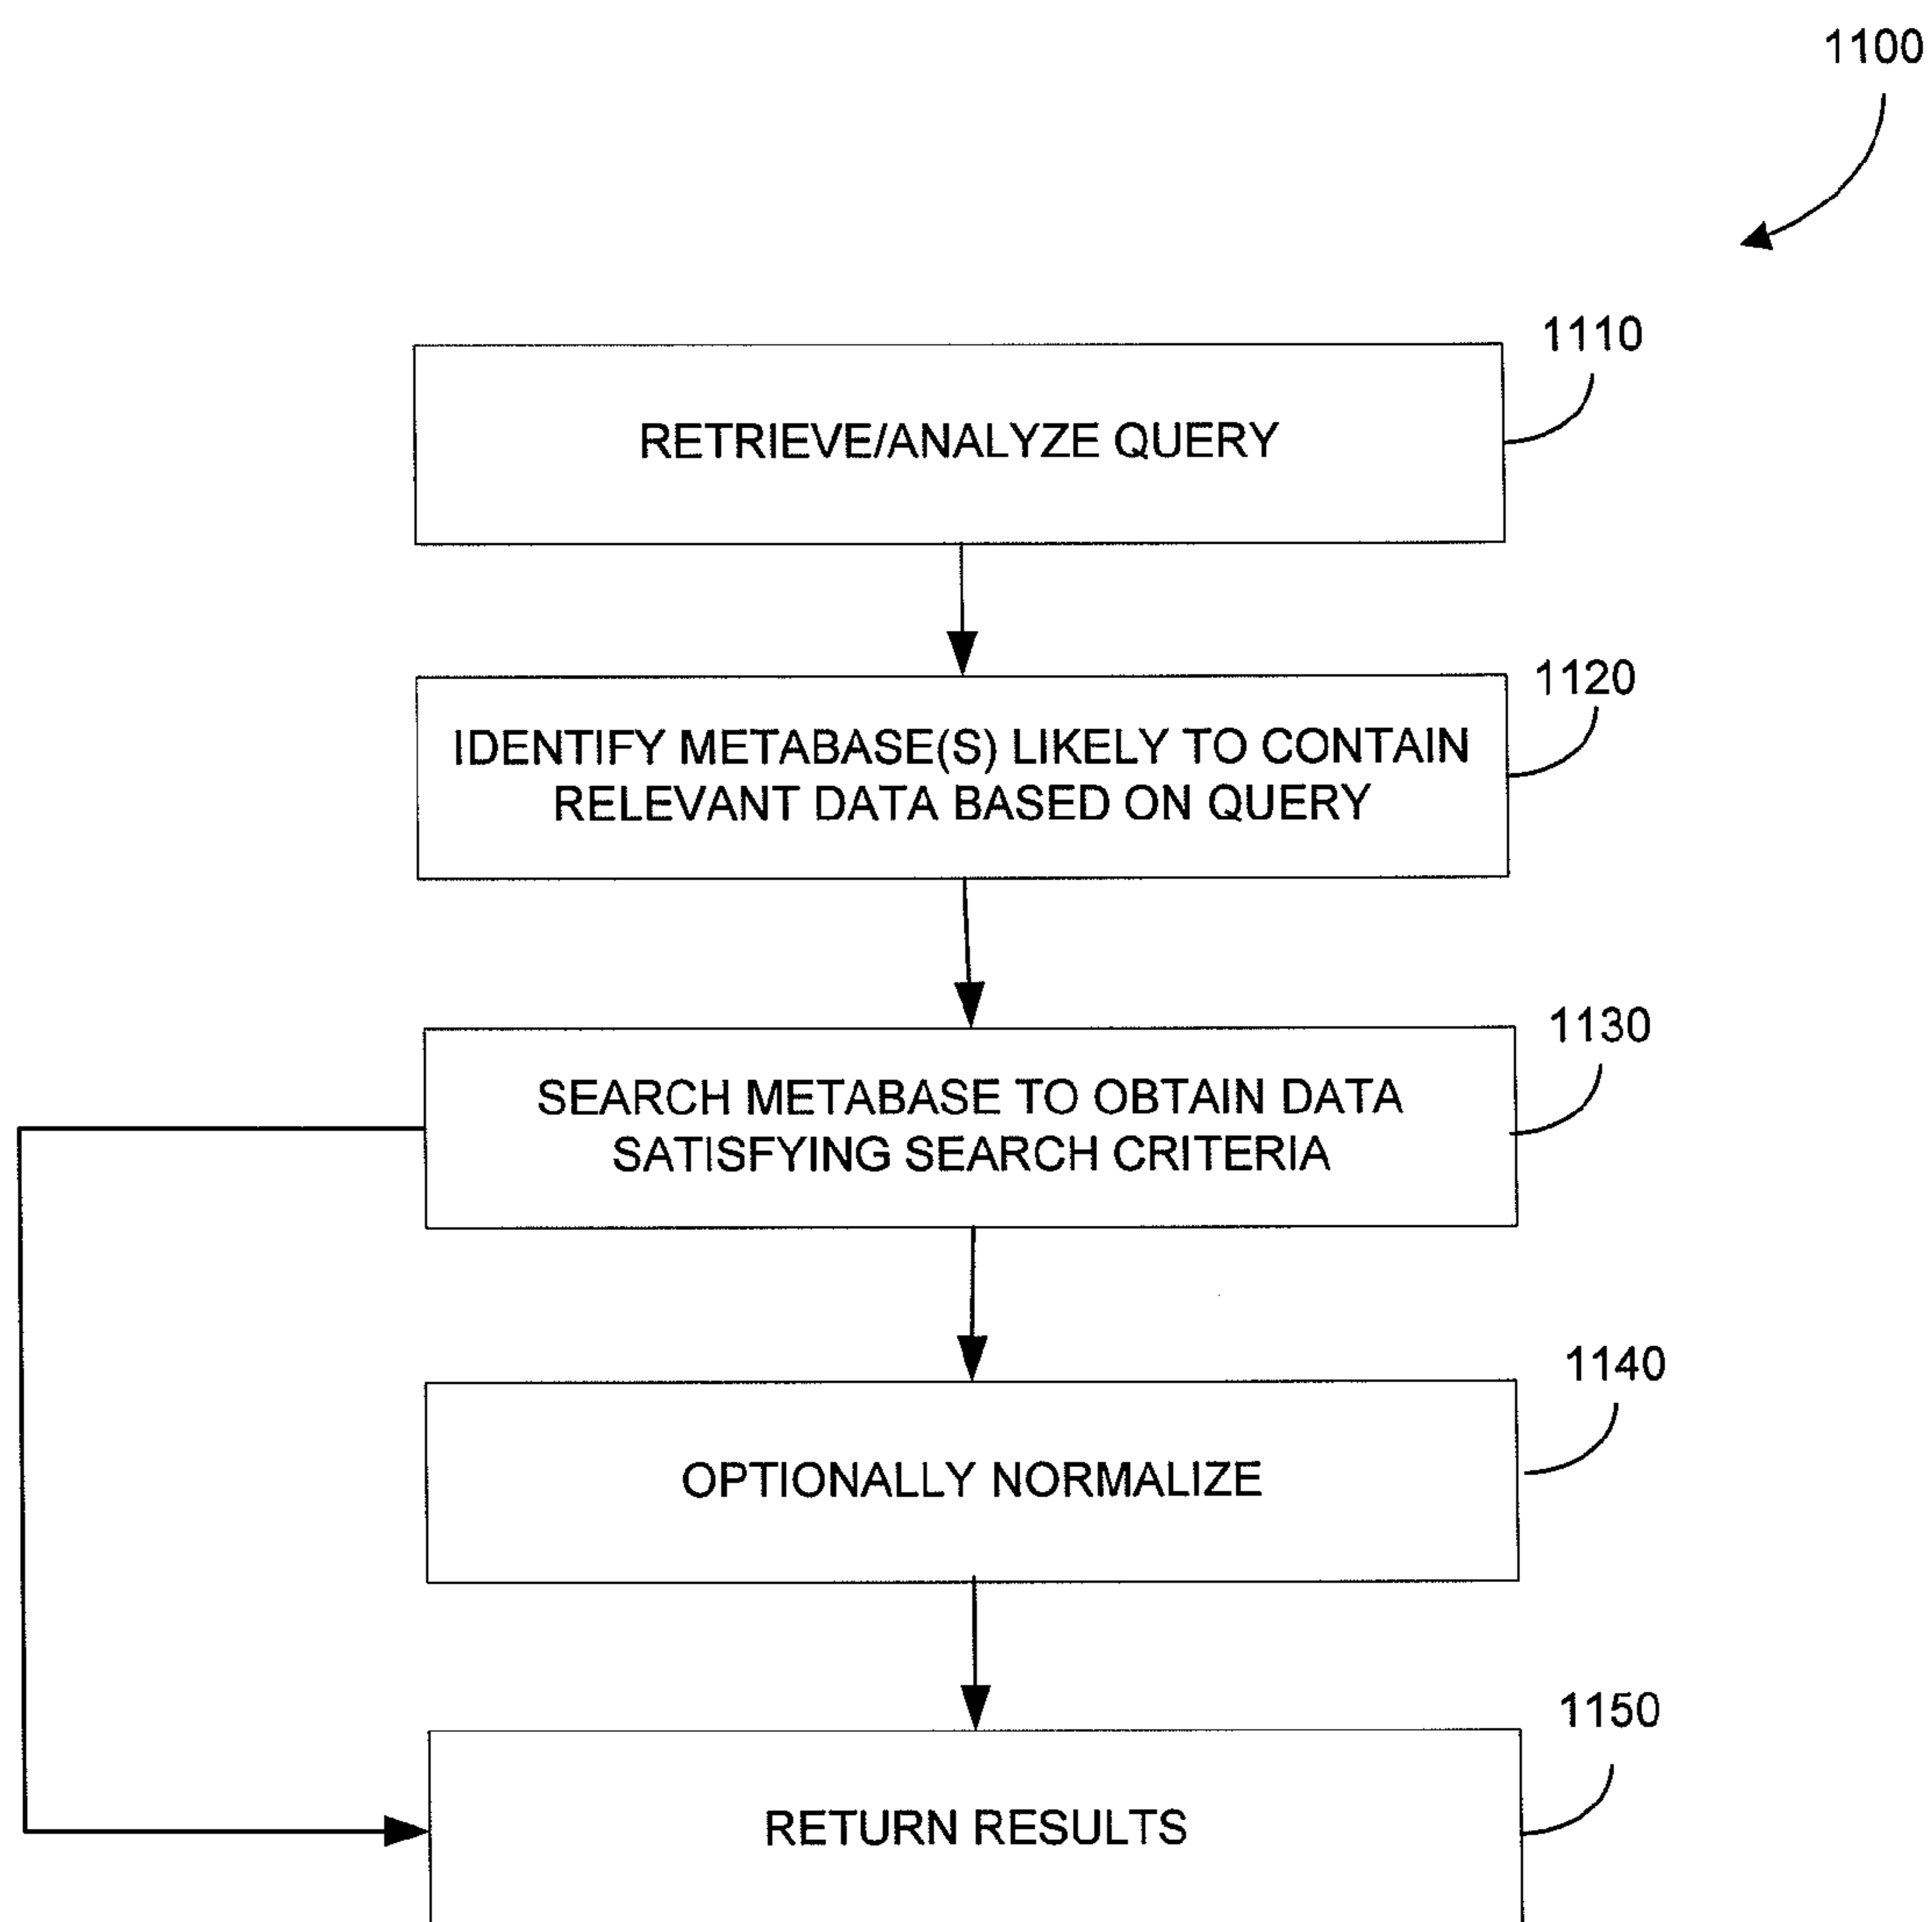 1100
1110
RETRIEVE/ANALYZE QUERY
1120
IDENTIFY METABASE(S) LIKELY TO CONTAIN
RELEVANT DATA BASED ON QUERY
1130
SEARCH METABASE TO OBTAIN DATA
SATISFYING SEARCH CRITERIA
1140
OPTIONALLY NORMALIZE
1150
RETURN RESULTS